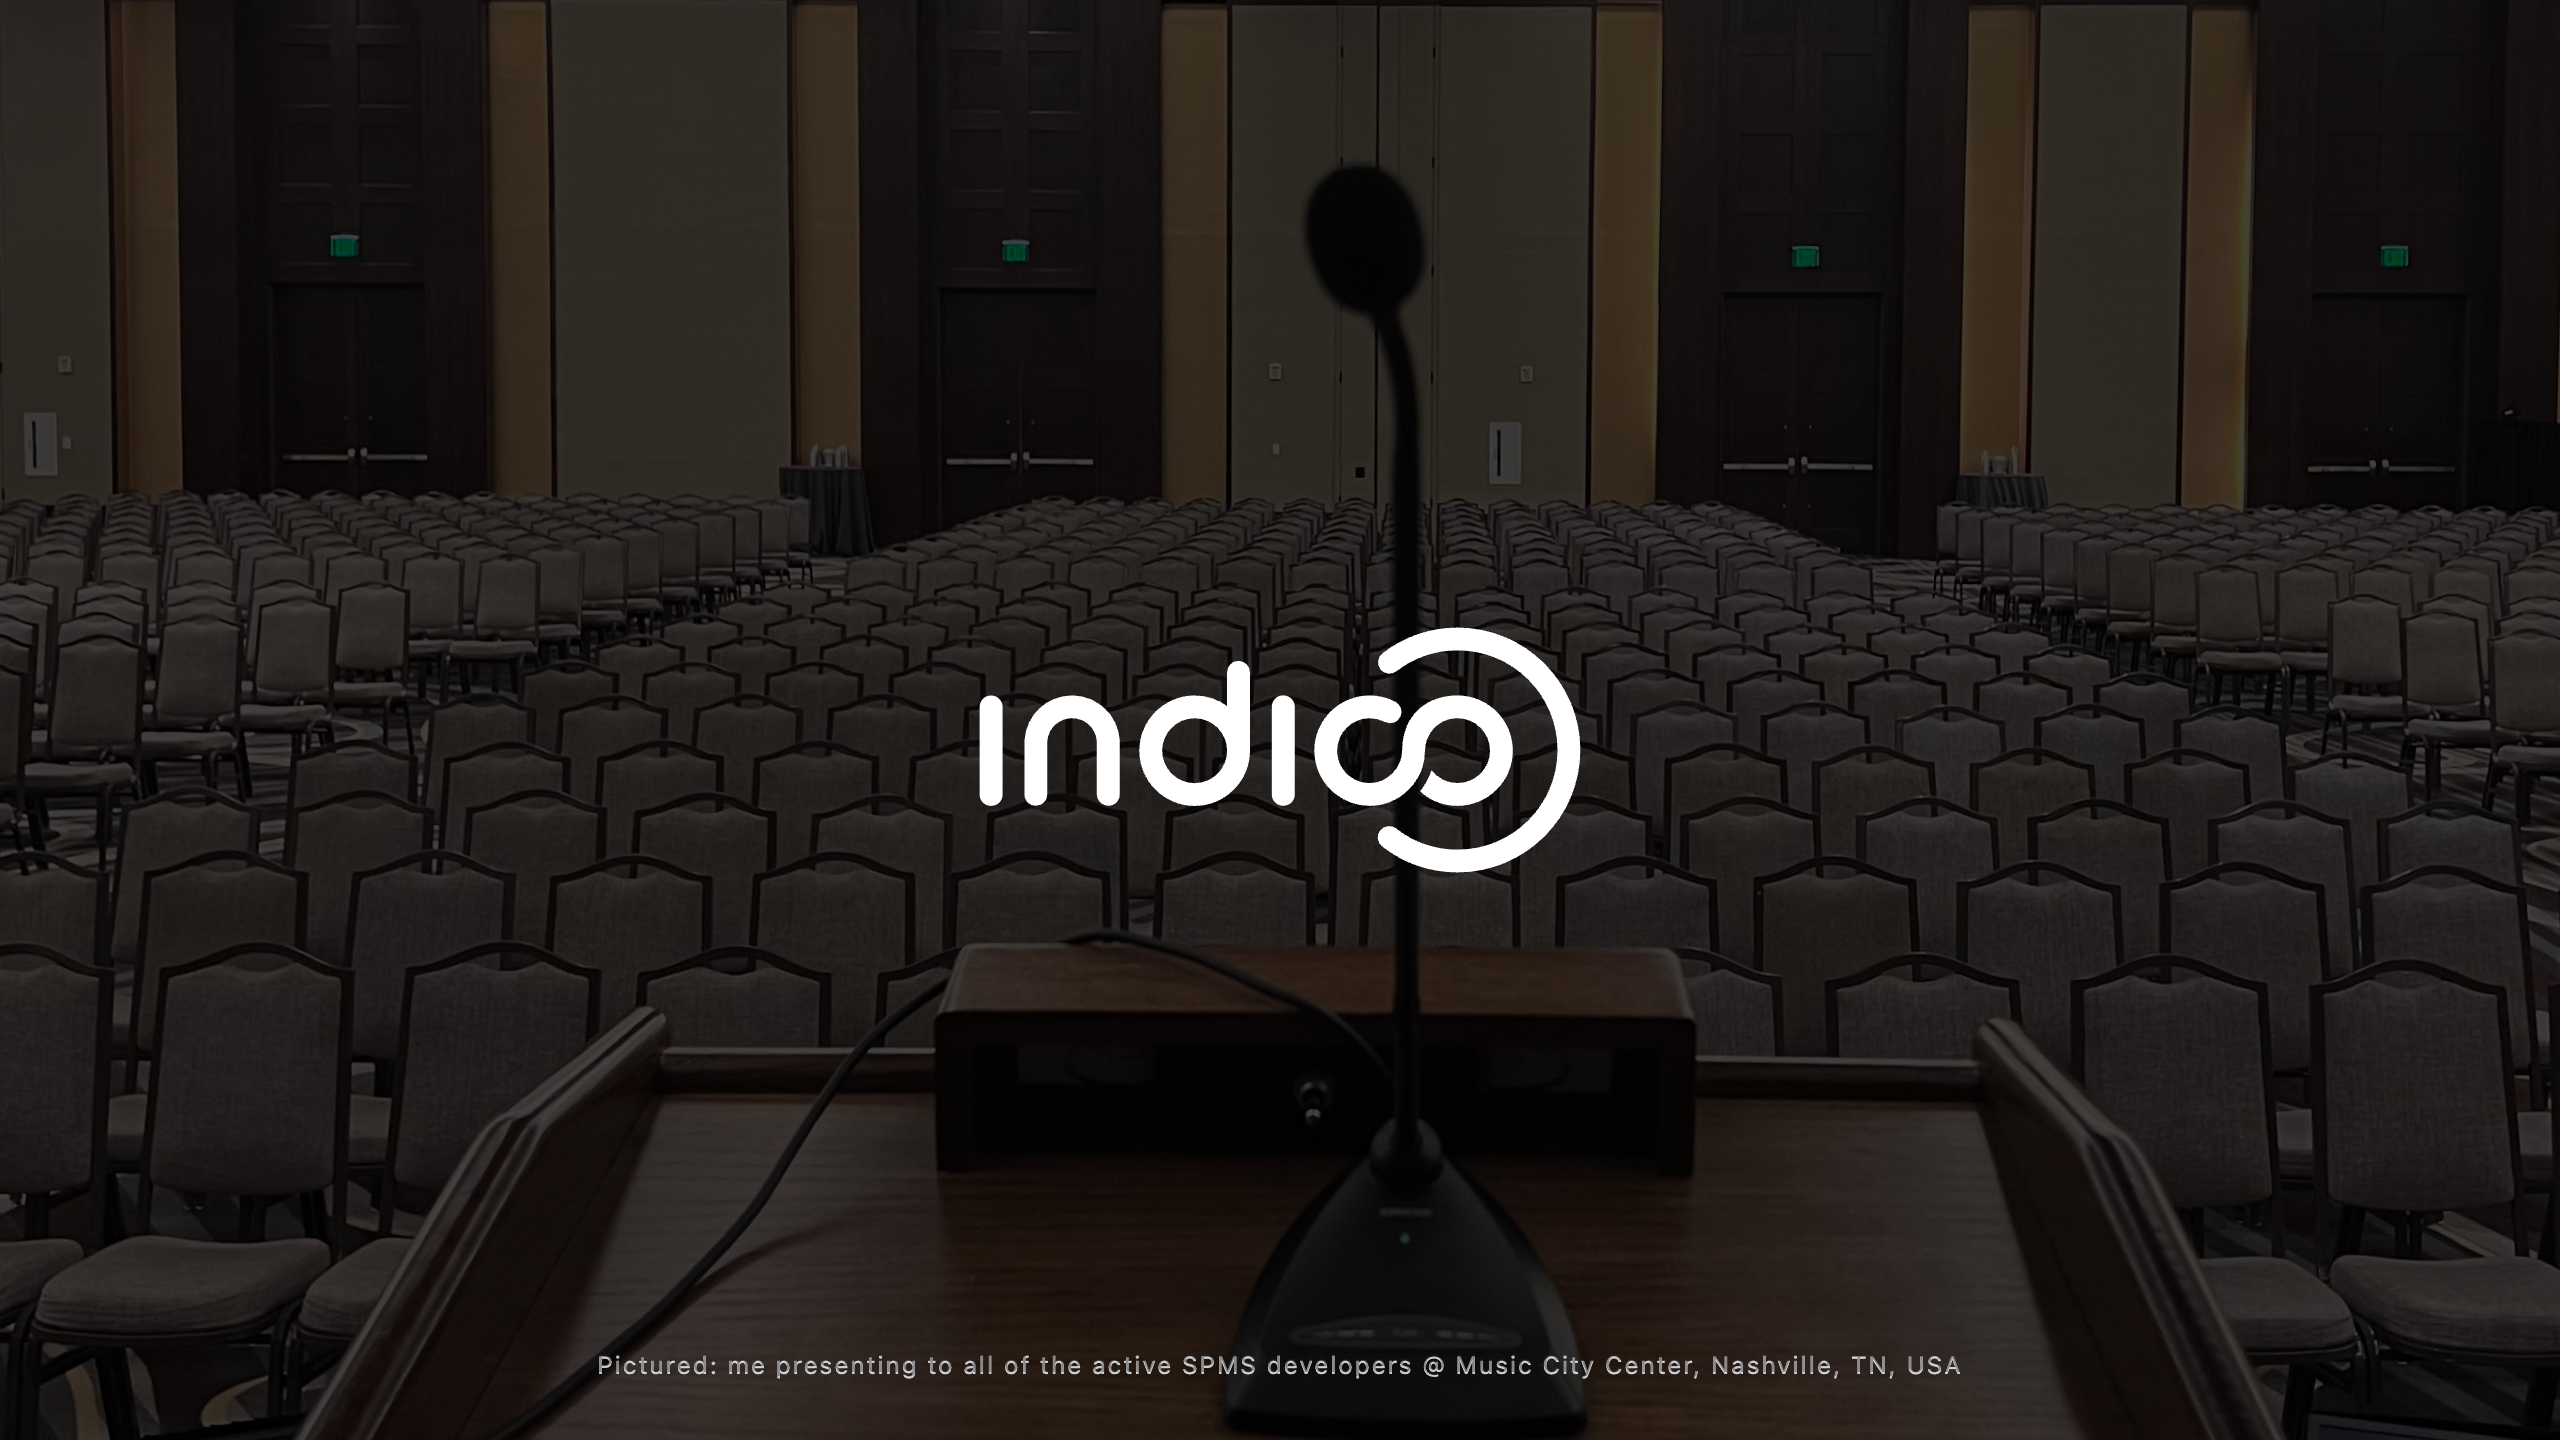 indico
Pictured: me presenting to all of the active SPMS developers @ Music City Center, Nashville, TN, USA